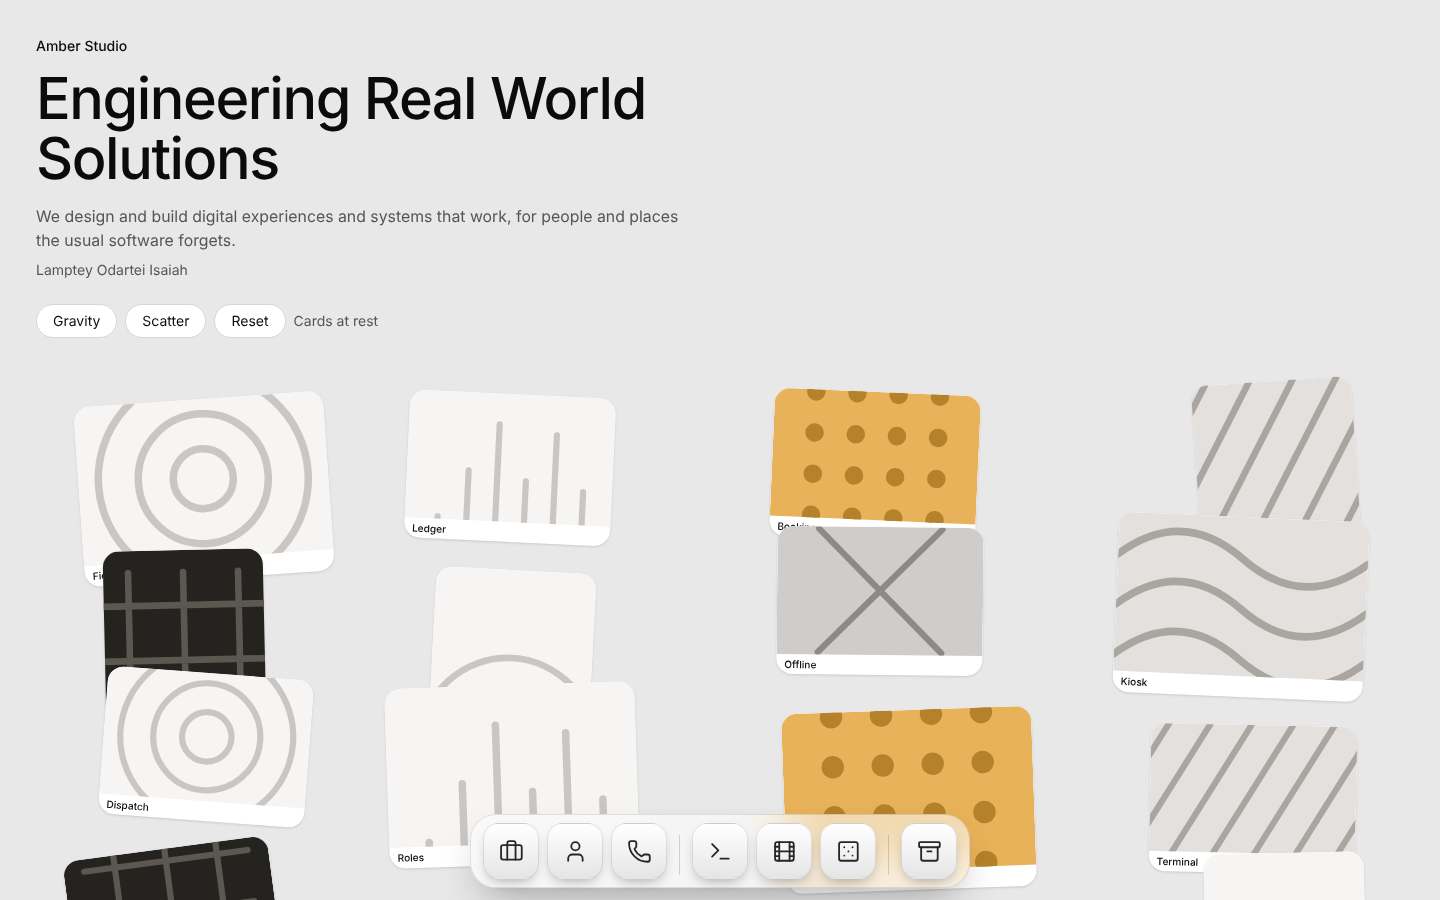 Amber Studio
Engineering Real World
Solutions
We design and build digital experiences and systems that work, for people and places
the usual software forgets.
Lamptey Odartei Isaiah
Gravity
Scatter
Reset
Cards at rest
Ledger
Offline
Kiosk
Dispatch
Roles
Terminal